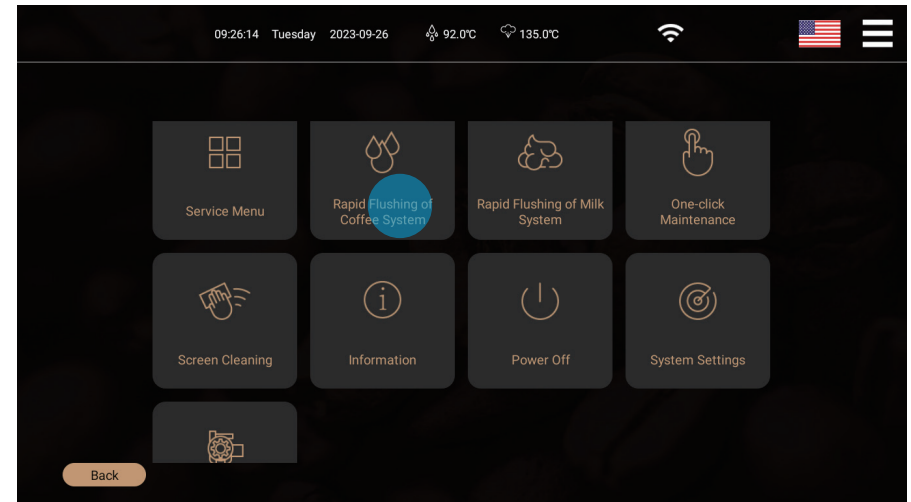 09:26:14 Tuesday 2023-09-26 92.0℃ 135.0℃
Service Menu
Rapid Flushing of
Coffee System
Rapid Flushing of Milk
System
One-click
Maintenance
Screen Cleaning
Information
Power Off
System Settings
Back